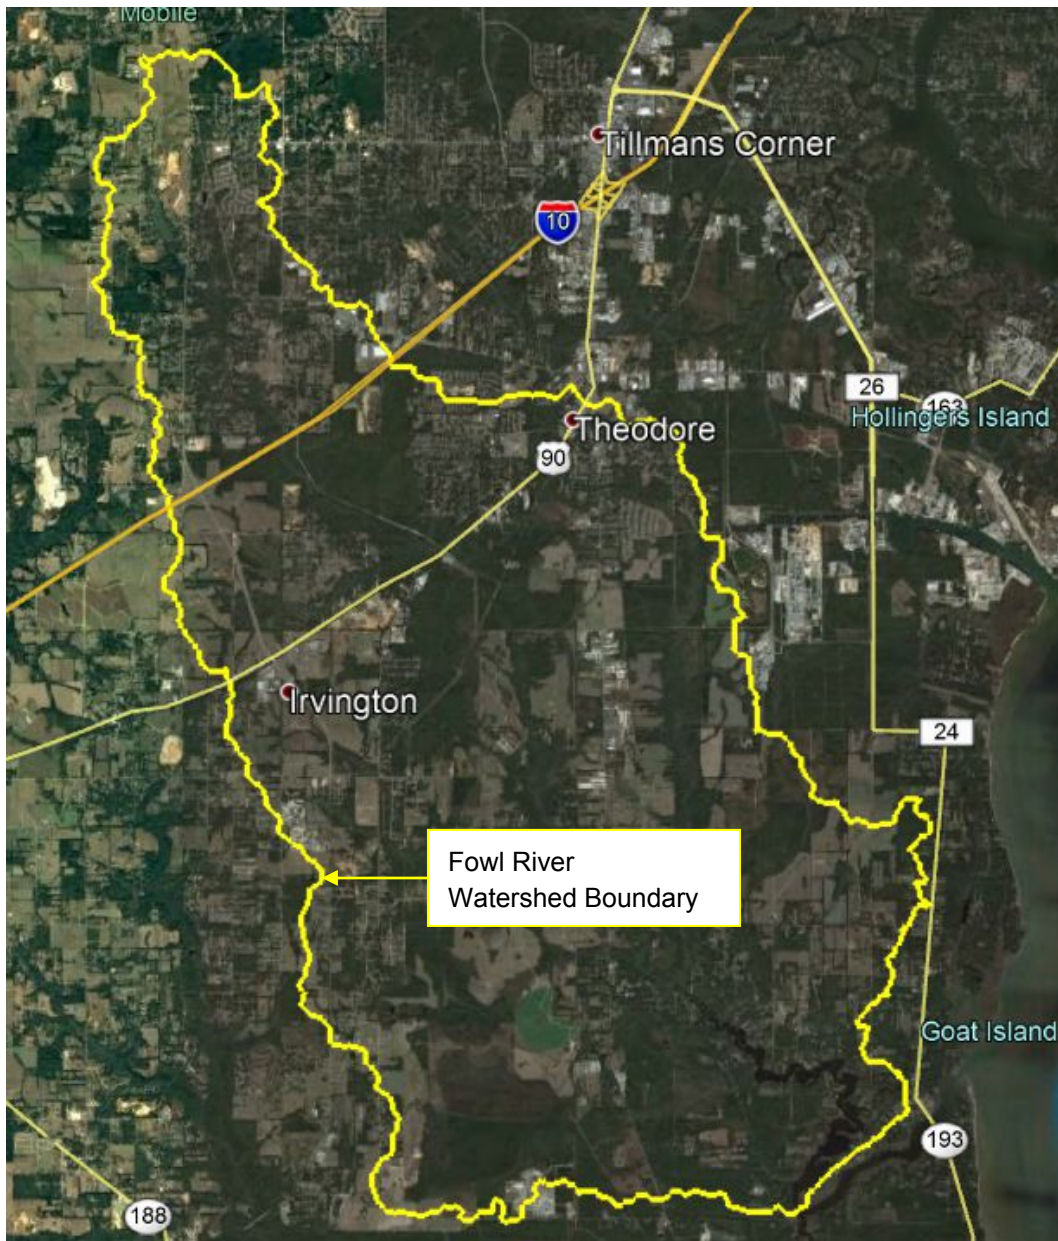 Mobile
Tillmans Corner
10
26
163
Hollingers Island
Theodore
90
Irvington
24
Fowl River
Watershed Boundary
Goat Island
193
188